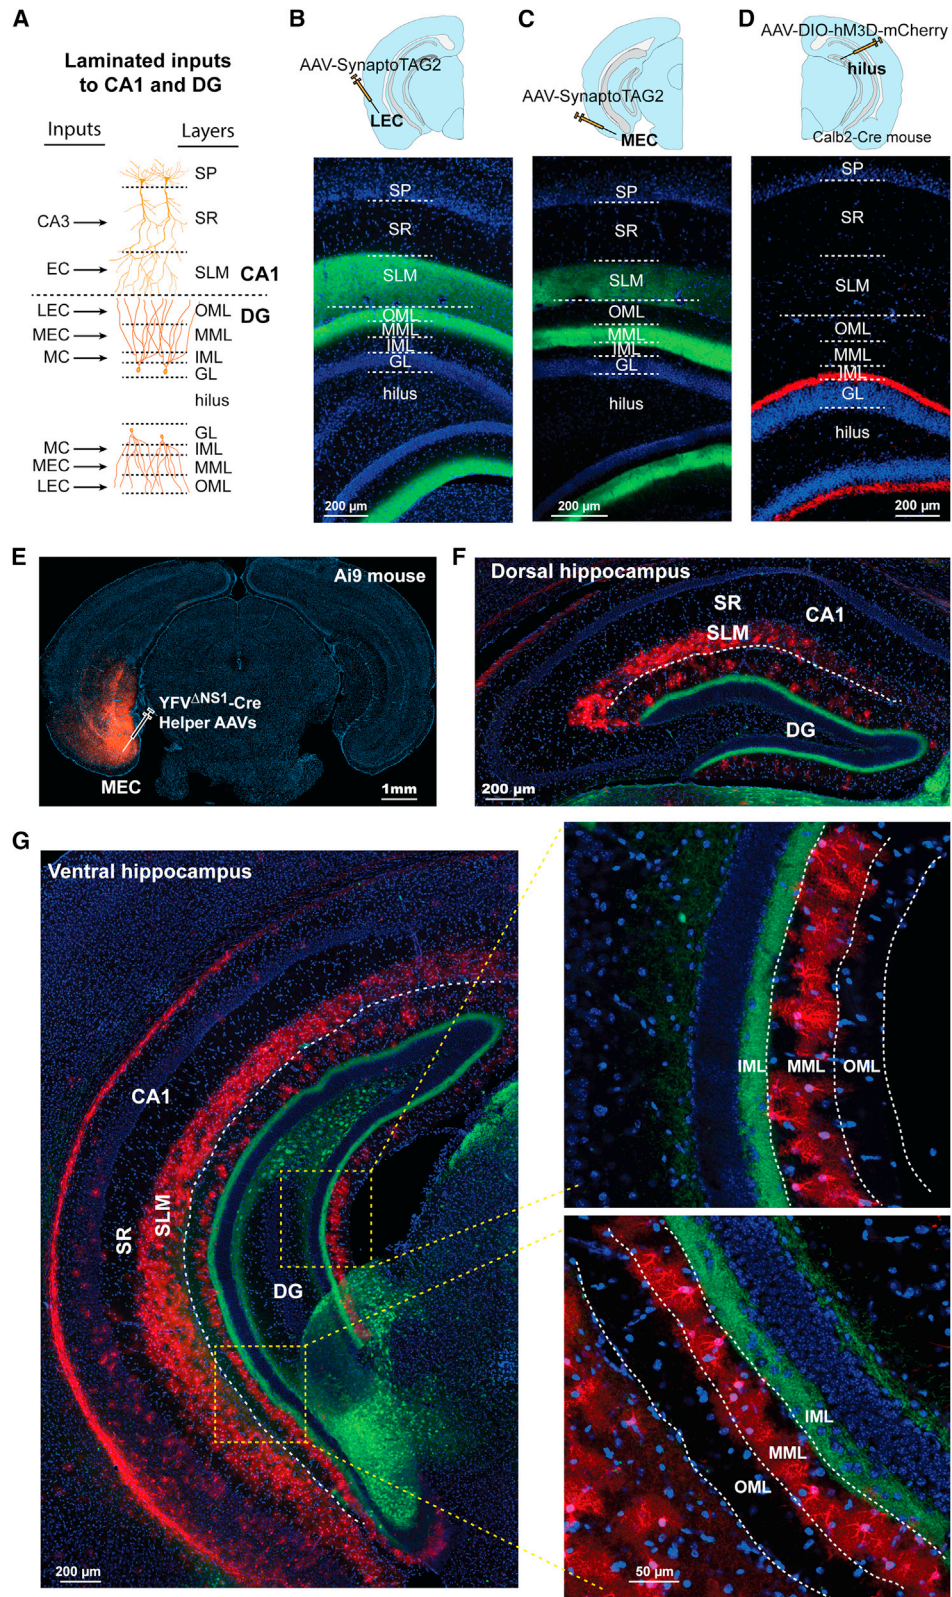 A
Laminated inputs
to CA1 and DG
Inputs
Layers
SP
CA3
SR
EC
SLM
CA1
LEC
OML
DG
MEC
MML
MC
IML
GL
hilus
GL
MC
IML
MEC
MML
LEC
OML
B
AAV-SynaptoTAG2
LEC
SP
SR
SLM
OML
MML
IML
GL
hilus
200 µm
C
AAV-SynaptoTAG2
MEC
SP
SR
SLM
OML
MML
IML
GL
hilus
200 µm
D
AAV-DIO-hM3D-mCherry
hilus
Calb2-Cre mouse
SP
SR
SLM
OML
MML
IML
GL
hilus
200 µm
E
Ai9 mouse
YFVΔNS1-Cre
Helper AAVs
MEC
1mm
F
Dorsal hippocampus
SR
CA1
SLM
DG
200 µm
G
Ventral hippocampus
CA1
SR
SLM
DG
200 µm
IML
MML
OML
IML
MML
OML
50 µm